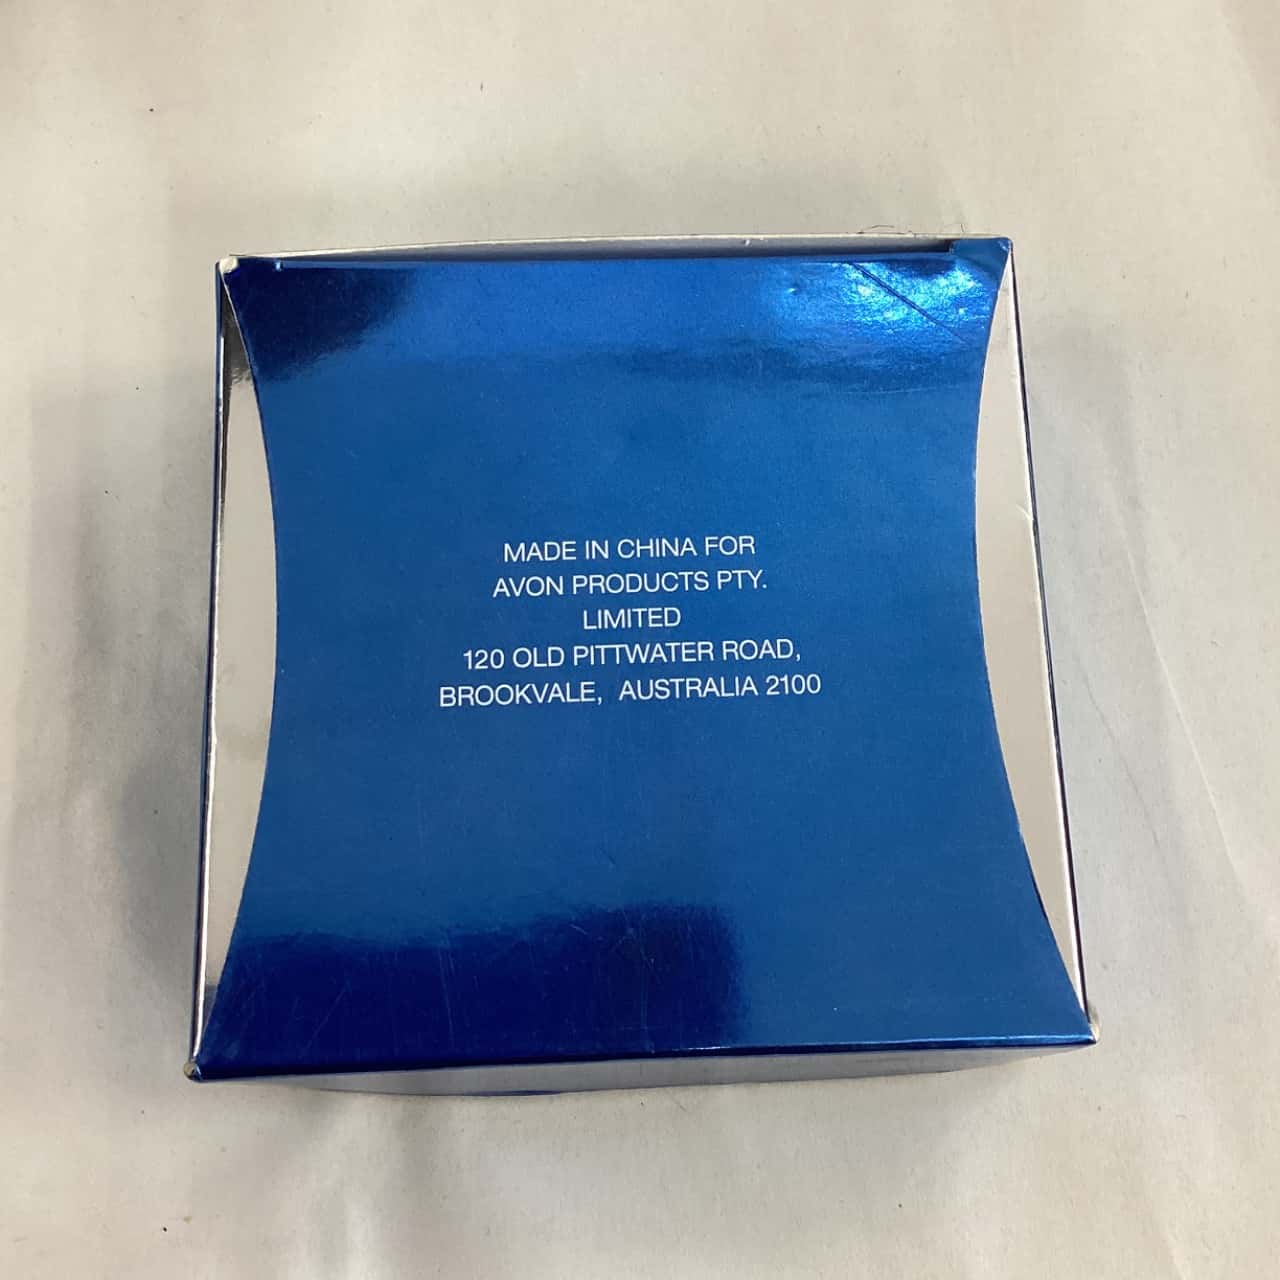 MADE IN CHINA FOR
AVON PRODUCTS PTY.
LIMITED
120 OLD PITTWATER ROAD,
BROOKVALE, AUSTRALIA 2100